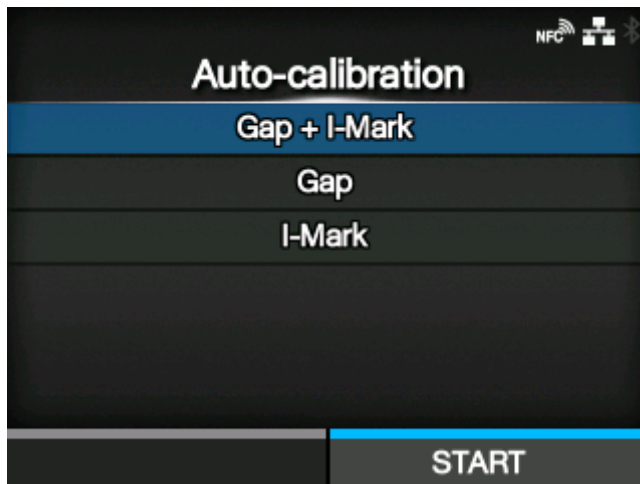 NFC
Auto-calibration
Gap + I-Mark
Gap
I-Mark
START